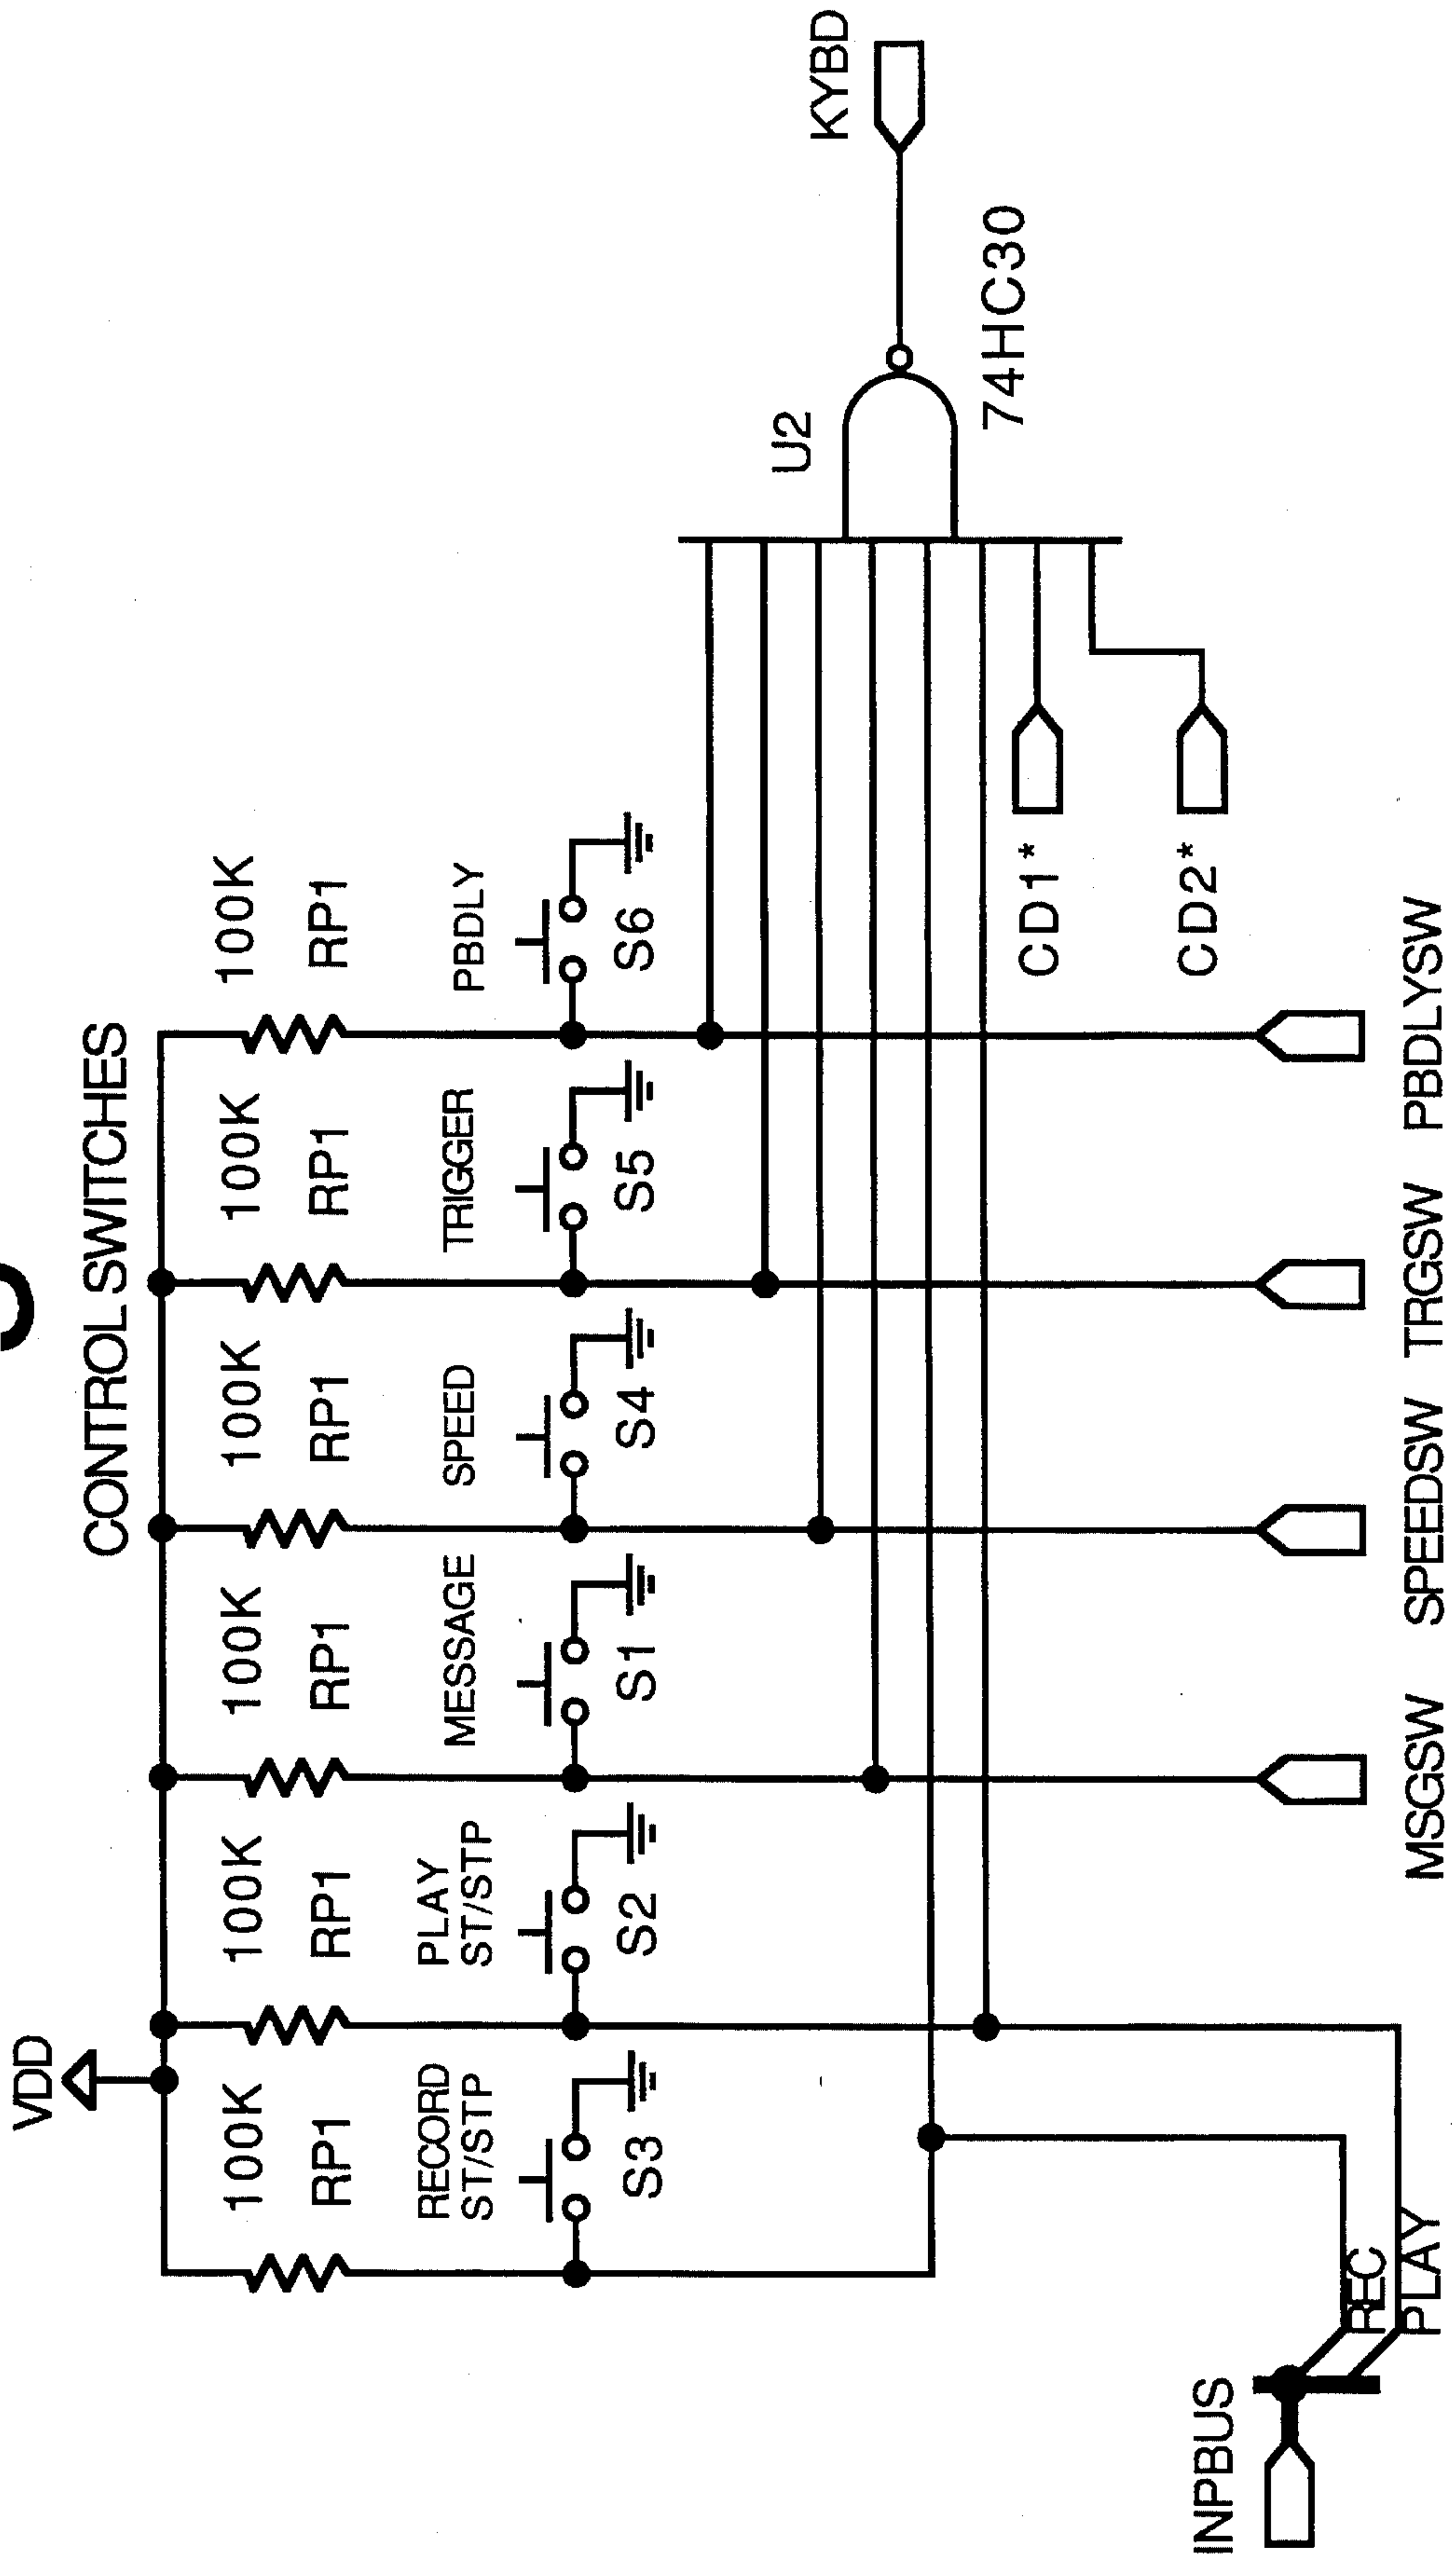 CONTROL SWITCHES
VDD
100K
RP1
100K
RP1
100K
RP1
100K
RP1
100K
RP1
100K
RP1
RECORD
ST/STP
S3
PLAY
ST/STP
S2
MESSAGE
S1
SPEED
S4
TRIGGER
S5
PBDLY
S6
U2
74HC30
KYBD
CD1*
CD2*
INPBUS
REC
PLAY
MSGSW
SPEEDSW
TRGSW
PBDLYSW